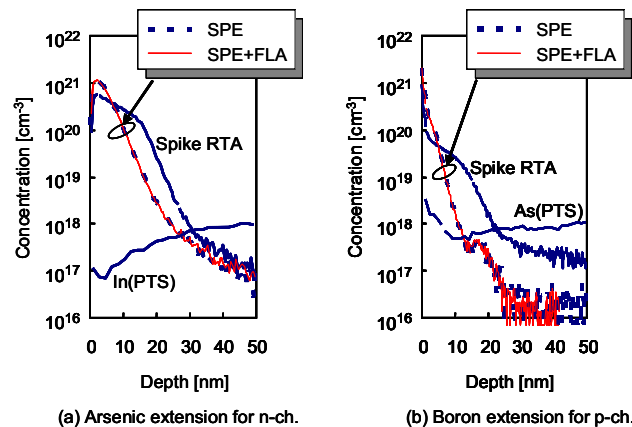 SPE
SPE+FLA
SPE
SPE+FLA
10^22
10^21
10^20
10^19
10^18
10^17
10^16
Concentration [cm^-3]
Spike RTA
In(PTS)
0 10 20 30 40 50
Depth [nm]
(a) Arsenic extension for n-ch.
10^22
10^21
10^20
10^19
10^18
10^17
10^16
Concentration [cm^-3]
Spike RTA
As(PTS)
0 10 20 30 40 50
Depth [nm]
(b) Boron extension for p-ch.